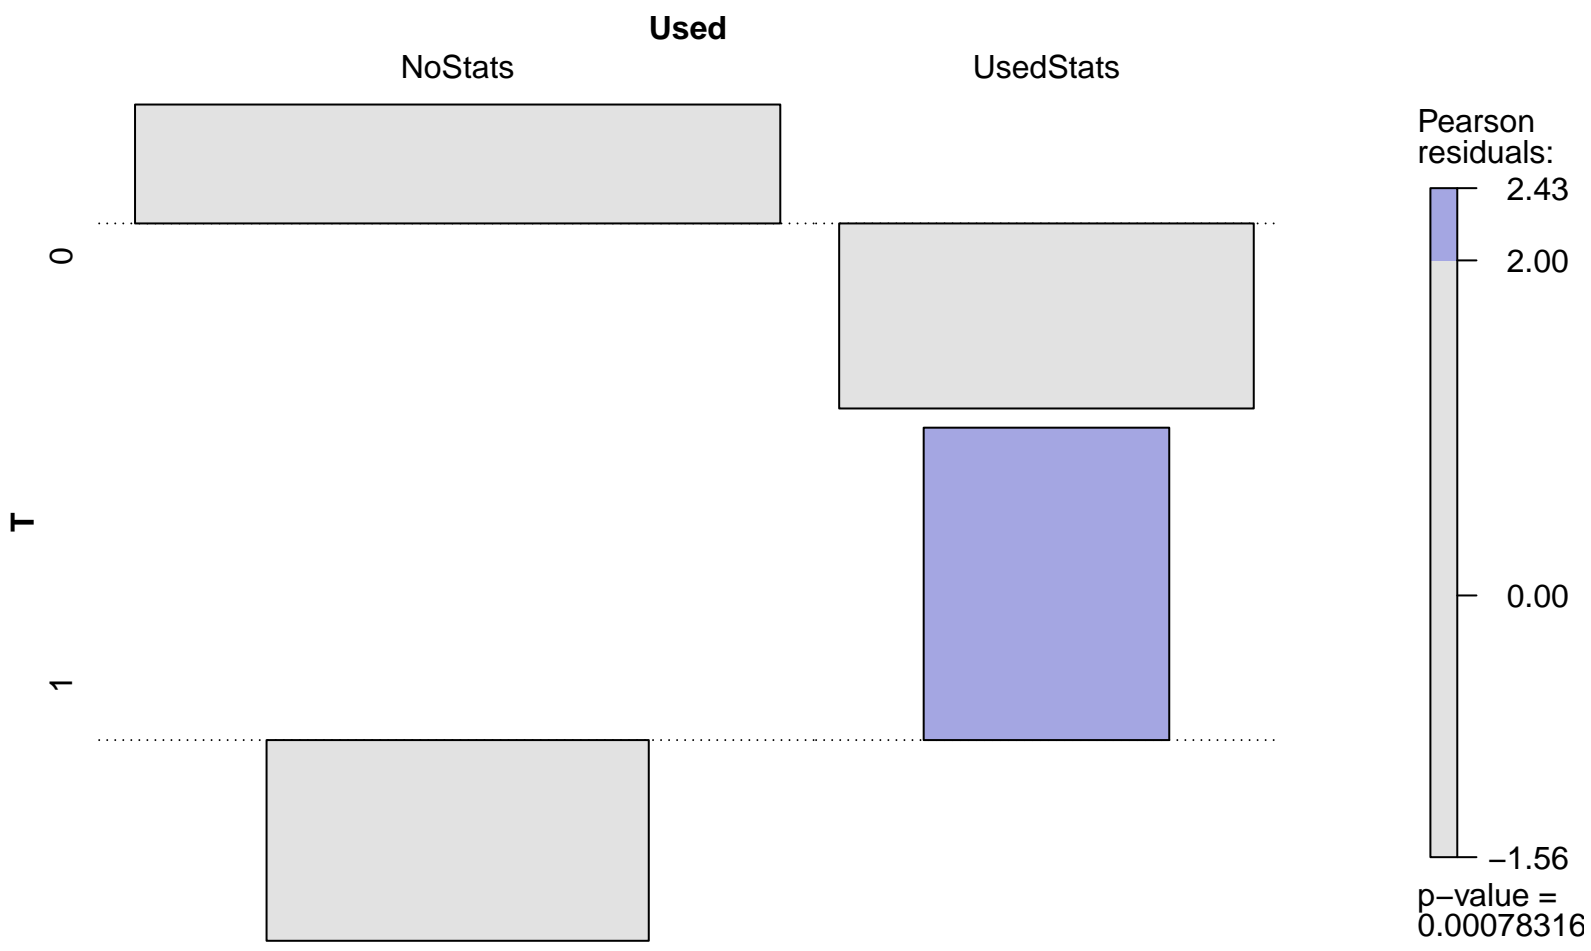 Used
NoStats
UsedStats
Pearson
residuals:
2.43
2.00
0.00
−1.56
p−value =
0.00078316
T
0
1